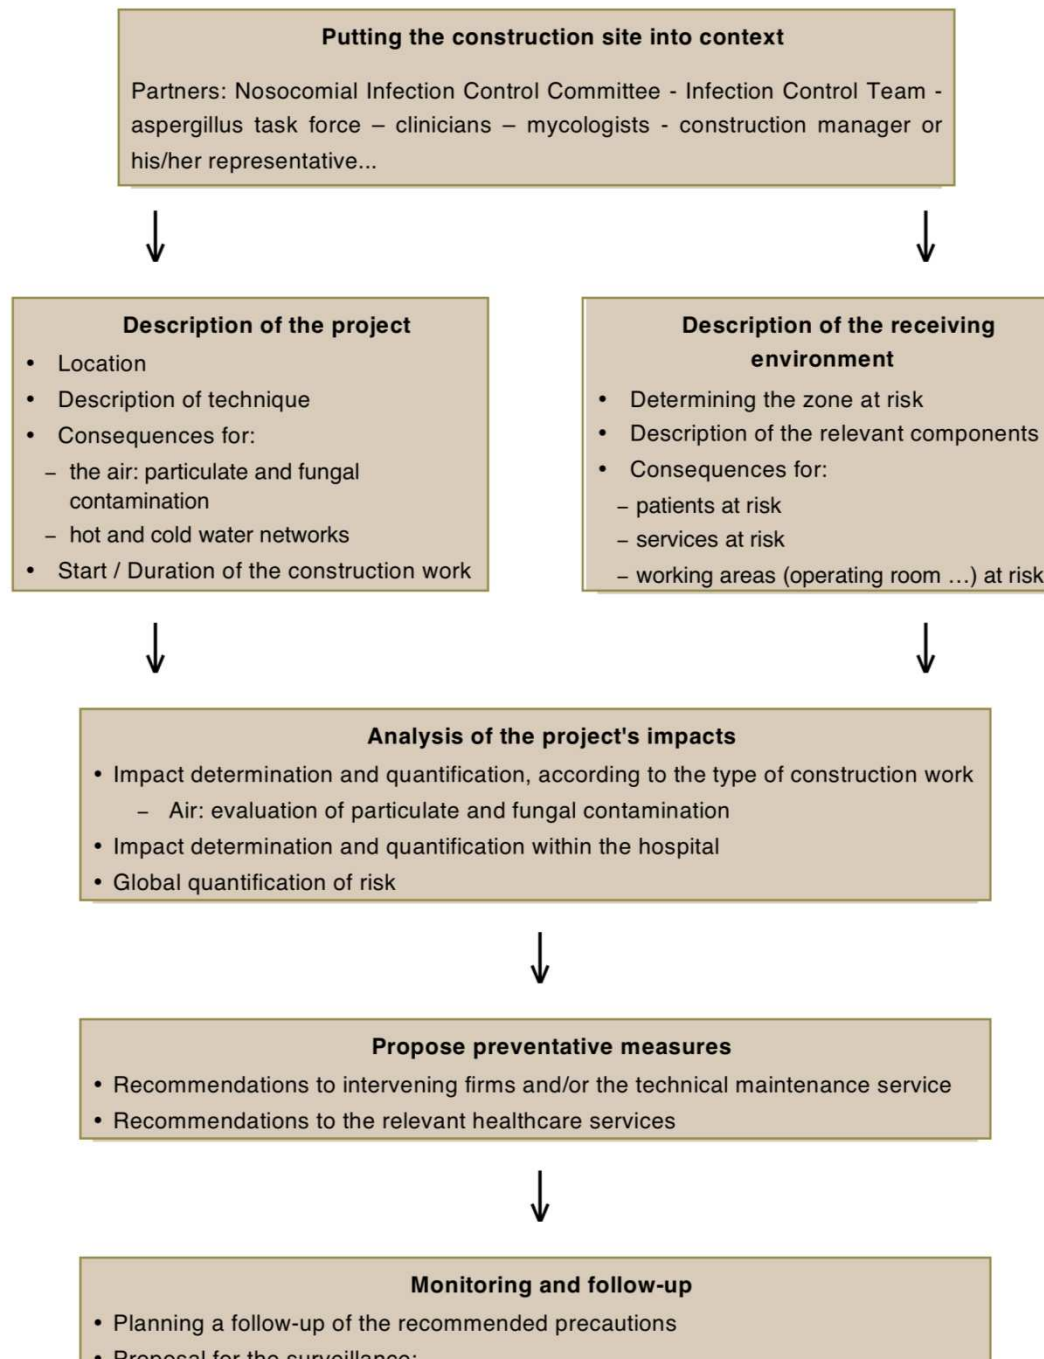 Putting the construction site into context
Partners: Nosocomial Infection Control Committee - Infection Control Team -
aspergillus task force – clinicians – mycologists - construction manager or
his/her representative...
Description of the project
• Location
• Description of technique
• Consequences for:
– the air: particulate and fungal
contamination
– hot and cold water networks
• Start / Duration of the construction work
Description of the receiving
environment
• Determining the zone at risk
• Description of the relevant components
• Consequences for:
– patients at risk
– services at risk
– working areas (operating room ...) at risk
Analysis of the project's impacts
• Impact determination and quantification, according to the type of construction work
– Air: evaluation of particulate and fungal contamination
• Impact determination and quantification within the hospital
• Global quantification of risk
Propose preventative measures
• Recommendations to intervening firms and/or the technical maintenance service
• Recommendations to the relevant healthcare services
Monitoring and follow-up
• Planning a follow-up of the recommended precautions
• Proposal for the surveillance: